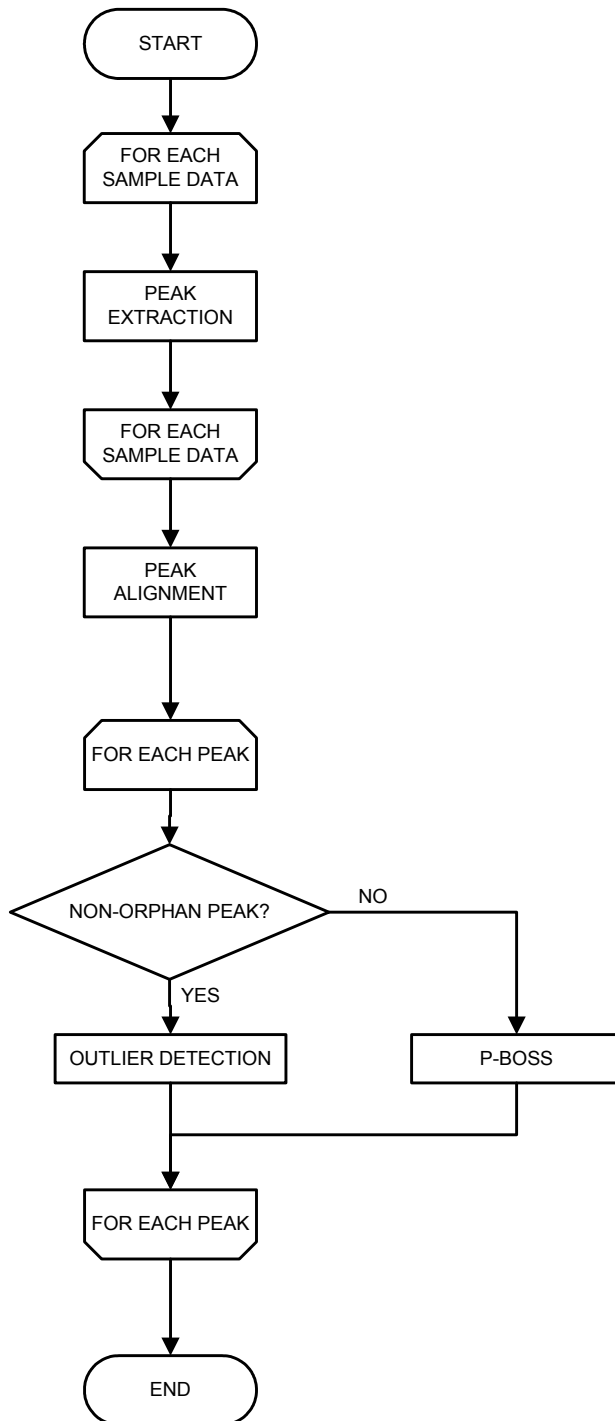 START
FOR EACH
SAMPLE DATA
PEAK
EXTRACTION
FOR EACH
SAMPLE DATA
PEAK
ALIGNMENT
FOR EACH PEAK
NON-ORPHAN PEAK?
NO
YES
OUTLIER DETECTION
P-BOSS
FOR EACH PEAK
END